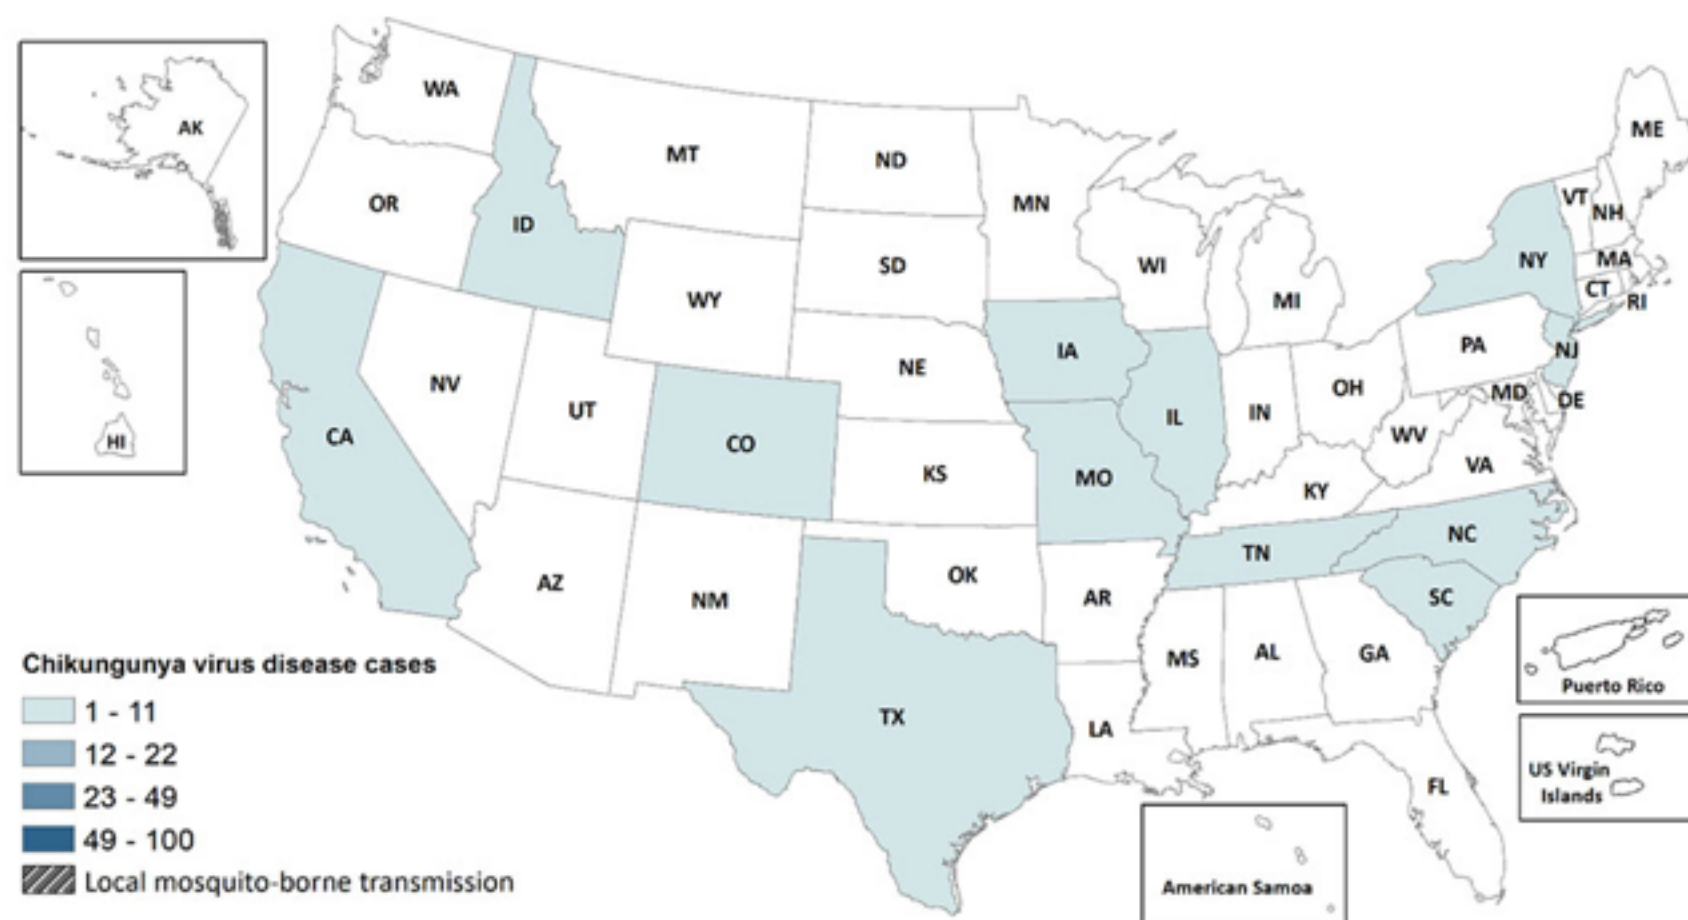 WA
AK
MT
ND
MN
ME
OR
ID
SD
WI
MI
VT
NH
NY
MA
CT
RI
WY
IA
NE
PA
NJ
NV
UT
CO
IL
IN
OH
MD
DE
WV
CA
HI
KS
MO
KY
VA
TN
NC
AZ
NM
OK
AR
SC
MS
AL
GA
TX
LA
FL
Puerto Rico
US Virgin
Islands
American Samoa
Chikungunya virus disease cases
1 - 11
12 - 22
23 - 49
49 - 100
Local mosquito-borne transmission